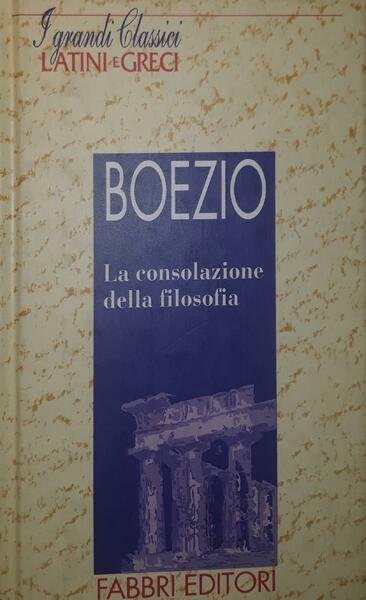 I grandi Classici
LATINI E GRECI
BOEZIO
La consolazione
della filosofia
FABBRI EDITORI